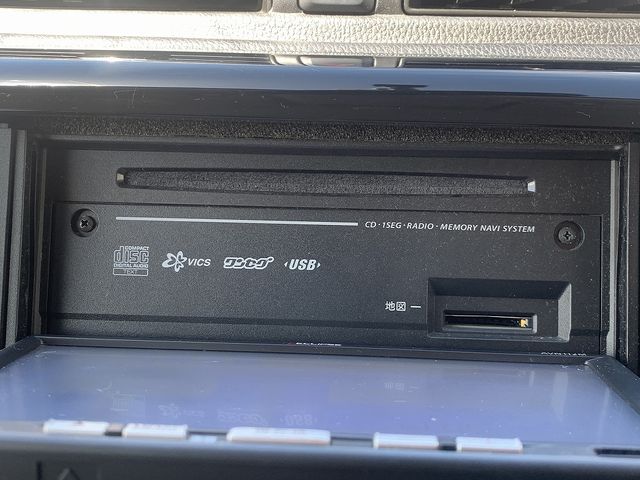 CD・1SEG・RADIO・MEMORY NAVI SYSTEM
COMPACT
disc
DIGITAL AUDIO
TEXT
VICS
ワンセグ
USB
地図